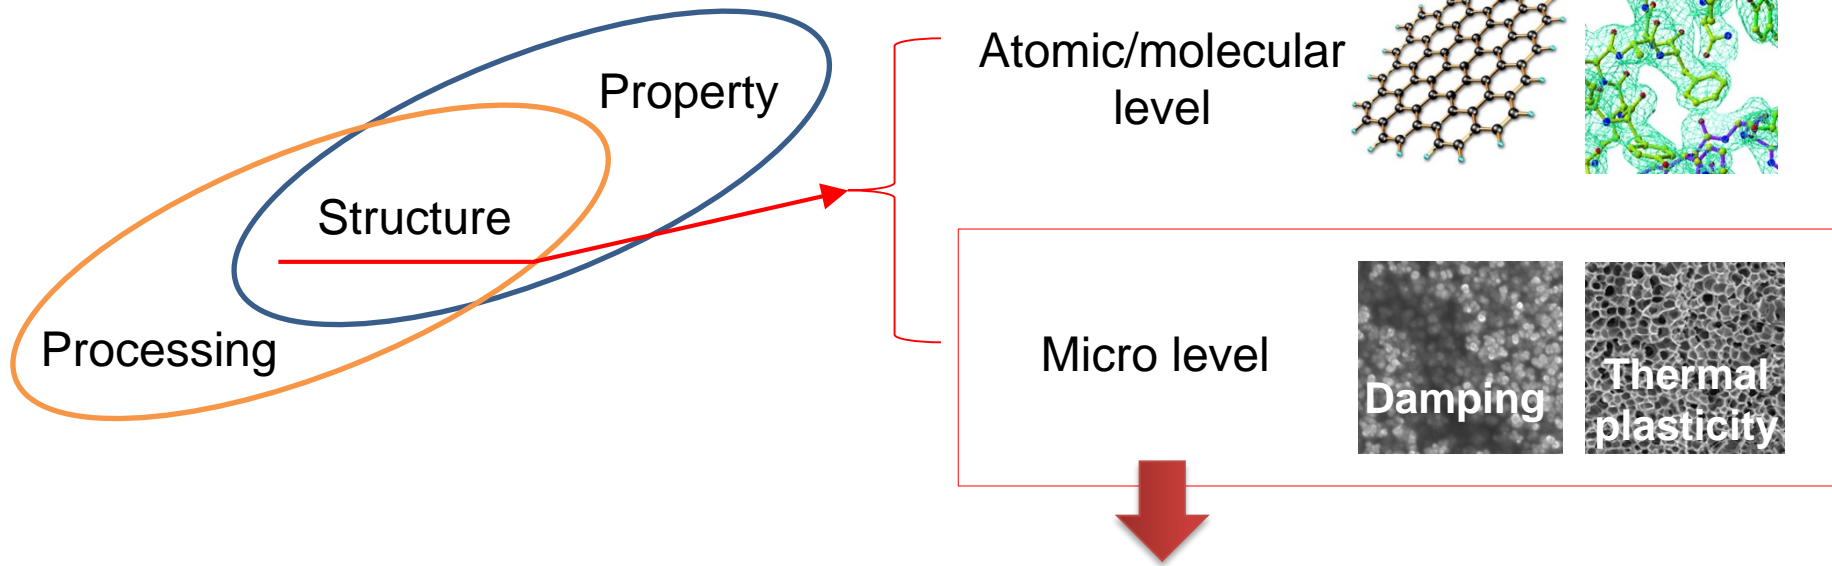 Property
Structure
Processing
Atomic/molecular
level
Micro level
Damping
Thermal
plasticity